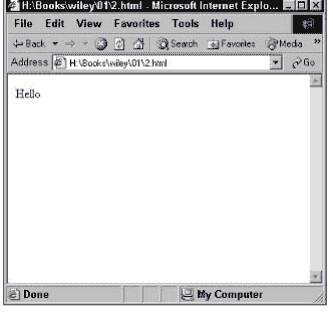 H:\Books\wiley\01\2.html - Microsoft Internet Explo...
File Edit View Favorites Tools Help
Back Search Favorites Media »
Address H:\Books\wiley\01\2.html Go
Hello
Done My Computer